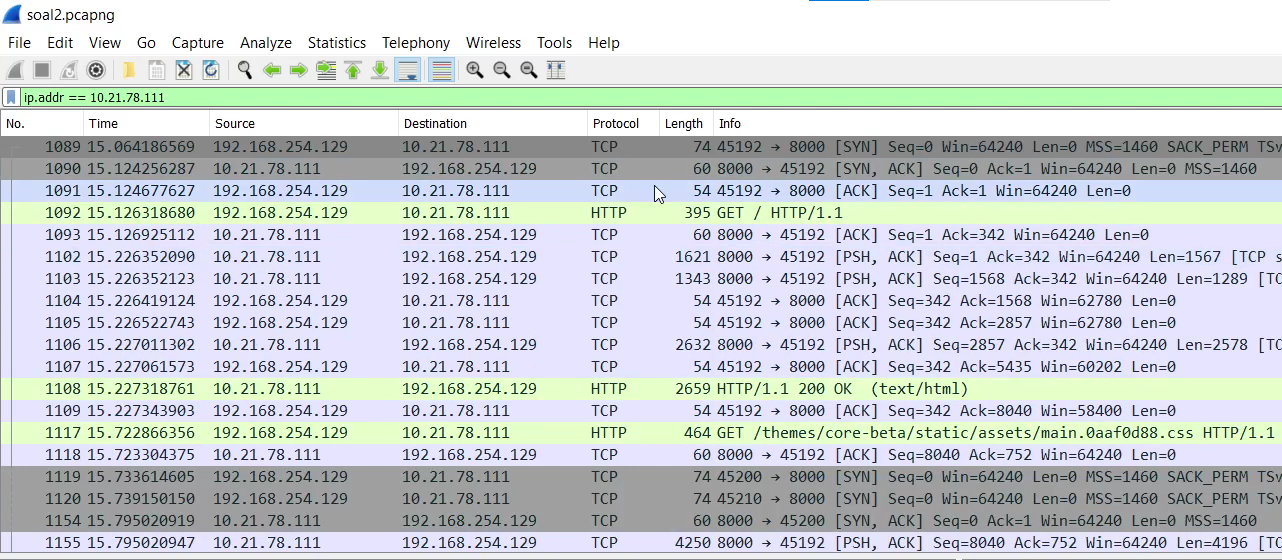 soal2.pcapng
File Edit View Go Capture Analyze Statistics Telephony Wireless Tools Help
ip.addr == 10.21.78.111
No. Time Source Destination Protocol Length Info
1089 15.064186569 192.168.254.129 10.21.78.111 TCP 74 45192 → 8000 [SYN] Seq=0 Win=64240 Len=0 MSS=1460 SACK_PERM TSv
1090 15.124256287 10.21.78.111 192.168.254.129 TCP 60 8000 → 45192 [SYN, ACK] Seq=0 Ack=1 Win=64240 Len=0 MSS=1460
1091 15.124677627 192.168.254.129 10.21.78.111 TCP 54 45192 → 8000 [ACK] Seq=1 Ack=1 Win=64240 Len=0
1092 15.126318680 192.168.254.129 10.21.78.111 HTTP 395 GET / HTTP/1.1
1093 15.126925112 10.21.78.111 192.168.254.129 TCP 60 8000 → 45192 [ACK] Seq=1 Ack=342 Win=64240 Len=0
1102 15.226352090 10.21.78.111 192.168.254.129 TCP 1621 8000 → 45192 [PSH, ACK] Seq=1 Ack=342 Win=64240 Len=1567 [TCP s
1103 15.226352123 10.21.78.111 192.168.254.129 TCP 1343 8000 → 45192 [PSH, ACK] Seq=1568 Ack=342 Win=64240 Len=1289 [TC
1104 15.226419124 192.168.254.129 10.21.78.111 TCP 54 45192 → 8000 [ACK] Seq=342 Ack=1568 Win=62780 Len=0
1105 15.226522743 192.168.254.129 10.21.78.111 TCP 54 45192 → 8000 [ACK] Seq=342 Ack=2857 Win=62780 Len=0
1106 15.227011302 10.21.78.111 192.168.254.129 TCP 2632 8000 → 45192 [PSH, ACK] Seq=2857 Ack=342 Win=64240 Len=2578 [TC
1107 15.227061573 192.168.254.129 10.21.78.111 TCP 54 45192 → 8000 [ACK] Seq=342 Ack=5435 Win=60202 Len=0
1108 15.227318761 10.21.78.111 192.168.254.129 HTTP 2659 HTTP/1.1 200 OK (text/html)
1109 15.227343903 192.168.254.129 10.21.78.111 TCP 54 45192 → 8000 [ACK] Seq=342 Ack=8040 Win=58400 Len=0
1117 15.722866356 192.168.254.129 10.21.78.111 HTTP 464 GET /themes/core-beta/static/assets/main.0aaf0d88.css HTTP/1.1
1118 15.723304375 10.21.78.111 192.168.254.129 TCP 60 8000 → 45192 [ACK] Seq=8040 Ack=752 Win=64240 Len=0
1119 15.733614605 192.168.254.129 10.21.78.111 TCP 74 45200 → 8000 [SYN] Seq=0 Win=64240 Len=0 MSS=1460 SACK_PERM TSv
1120 15.739150150 192.168.254.129 10.21.78.111 TCP 74 45210 → 8000 [SYN] Seq=0 Win=64240 Len=0 MSS=1460 SACK_PERM TSv
1154 15.795020919 10.21.78.111 192.168.254.129 TCP 60 8000 → 45200 [SYN, ACK] Seq=0 Ack=1 Win=64240 Len=0 MSS=1460
1155 15.795020947 10.21.78.111 192.168.254.129 TCP 4250 8000 → 45192 [PSH, ACK] Seq=8040 Ack=752 Win=64240 Len=4196 [TC